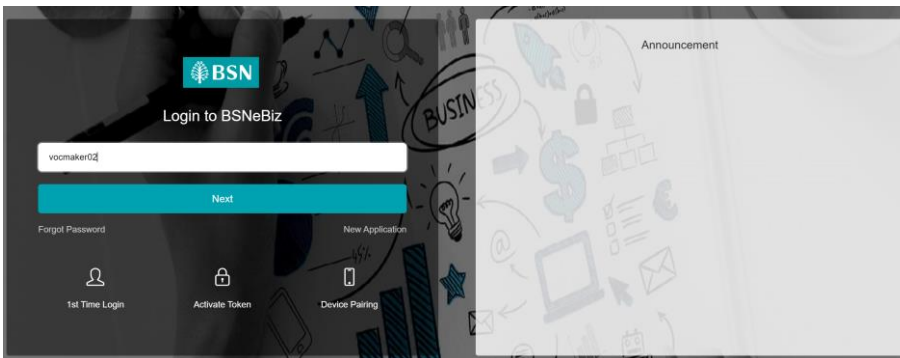 BSN
Login to BSNeBiz
vocmaker02
Next
Forgot Password
New Application
1st Time Login
Activate Token
Device Pairing
Announcement
BUSINESS
45%